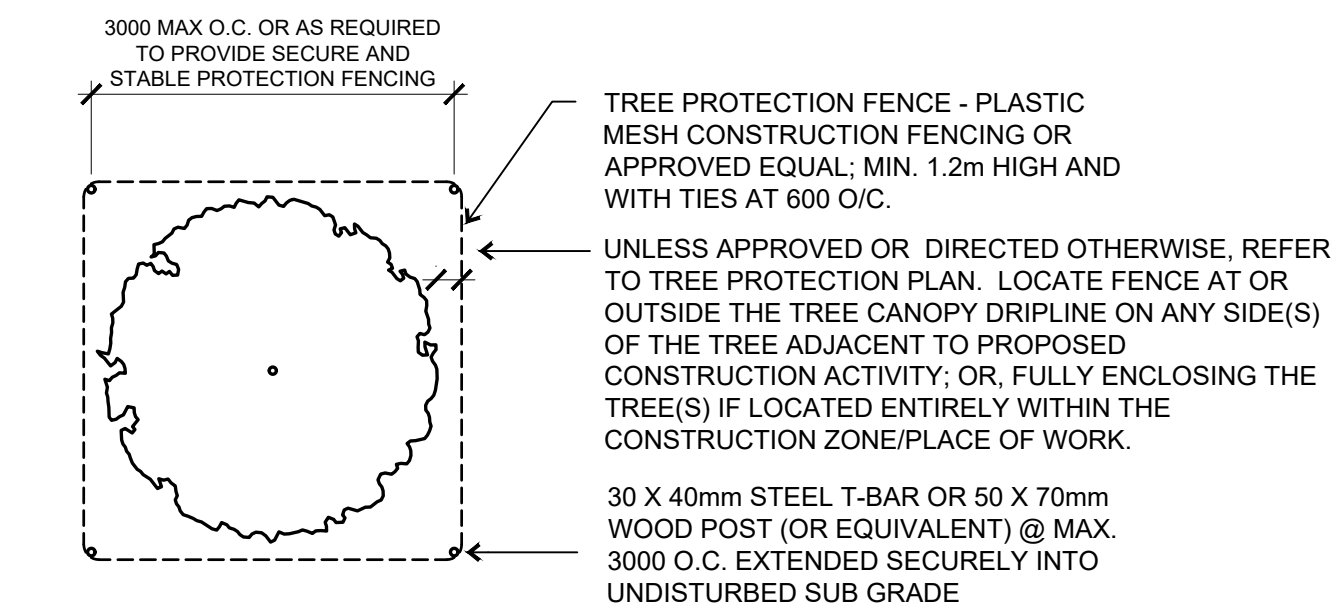 3000 MAX O.C. OR AS REQUIRED
TO PROVIDE SECURE AND
STABLE PROTECTION FENCING
TREE PROTECTION FENCE - PLASTIC
MESH CONSTRUCTION FENCING OR
APPROVED EQUAL; MIN. 1.2m HIGH AND
WITH TIES AT 600 O/C.
UNLESS APPROVED OR DIRECTED OTHERWISE, REFER
TO TREE PROTECTION PLAN. LOCATE FENCE AT OR
OUTSIDE THE TREE CANOPY DRIPLINE ON ANY SIDE(S)
OF THE TREE ADJACENT TO PROPOSED
CONSTRUCTION ACTIVITY; OR, FULLY ENCLOSING THE
TREE(S) IF LOCATED ENTIRELY WITHIN THE
CONSTRUCTION ZONE/PLACE OF WORK.
30 X 40mm STEEL T-BAR OR 50 X 70mm
WOOD POST (OR EQUIVALENT) @ MAX.
3000 O.C. EXTENDED SECURELY INTO
UNDISTURBED SUB GRADE